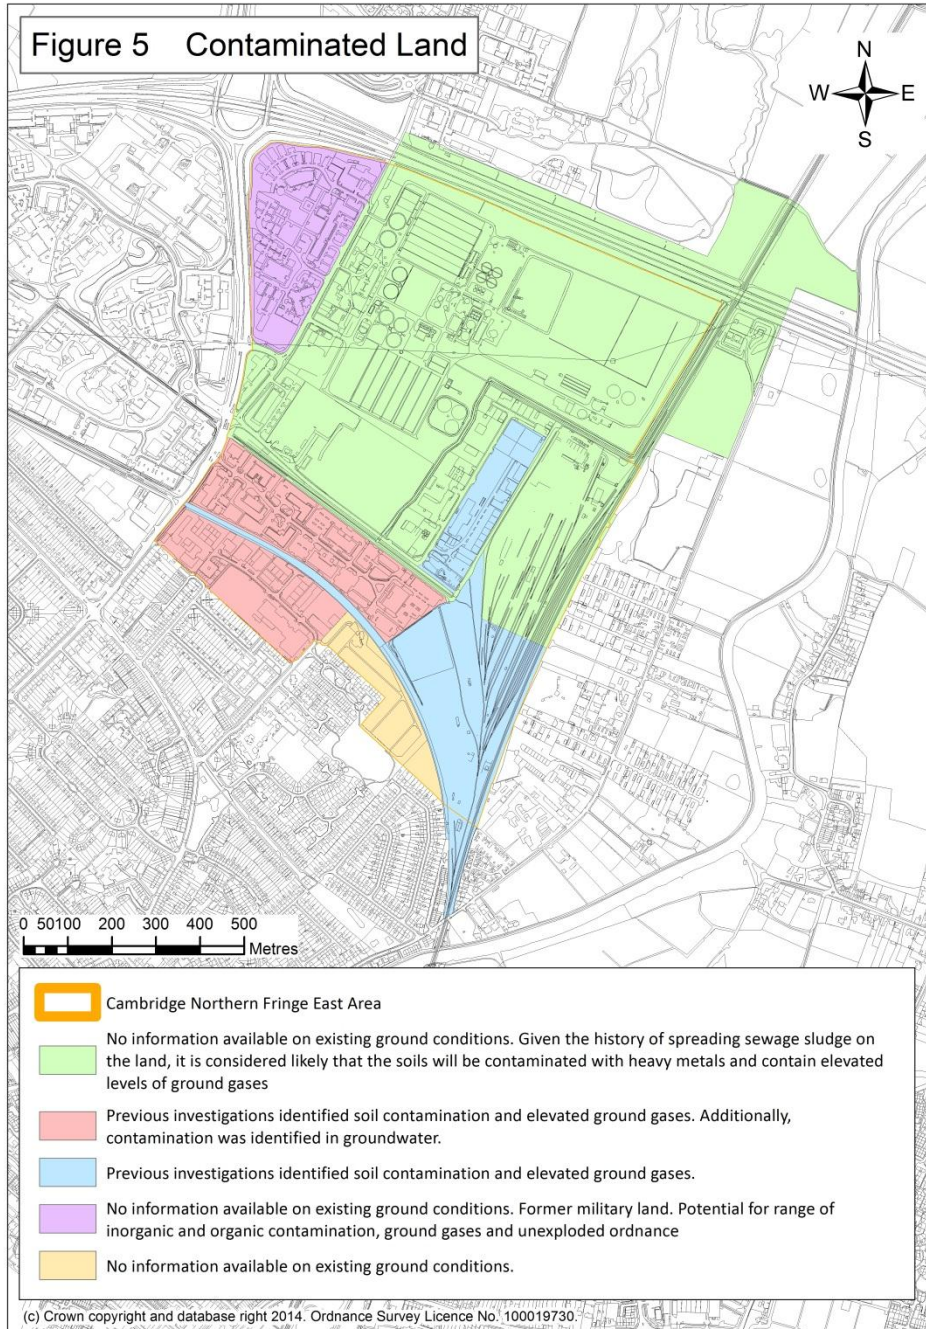 Figure 5 Contaminated Land
N
W E
S
0 50100 200 300 400 500
Metres
Cambridge Northern Fringe East Area
No information available on existing ground conditions. Given the history of spreading sewage sludge on
the land, it is considered likely that the soils will be contaminated with heavy metals and contain elevated
levels of ground gases
Previous investigations identified soil contamination and elevated ground gases. Additionally,
contamination was identified in groundwater.
Previous investigations identified soil contamination and elevated ground gases.
No information available on existing ground conditions. Former military land. Potential for range of
inorganic and organic contamination, ground gases and unexploded ordnance
No information available on existing ground conditions.
(c) Crown copyright and database right 2014. Ordnance Survey Licence No. 100019730.